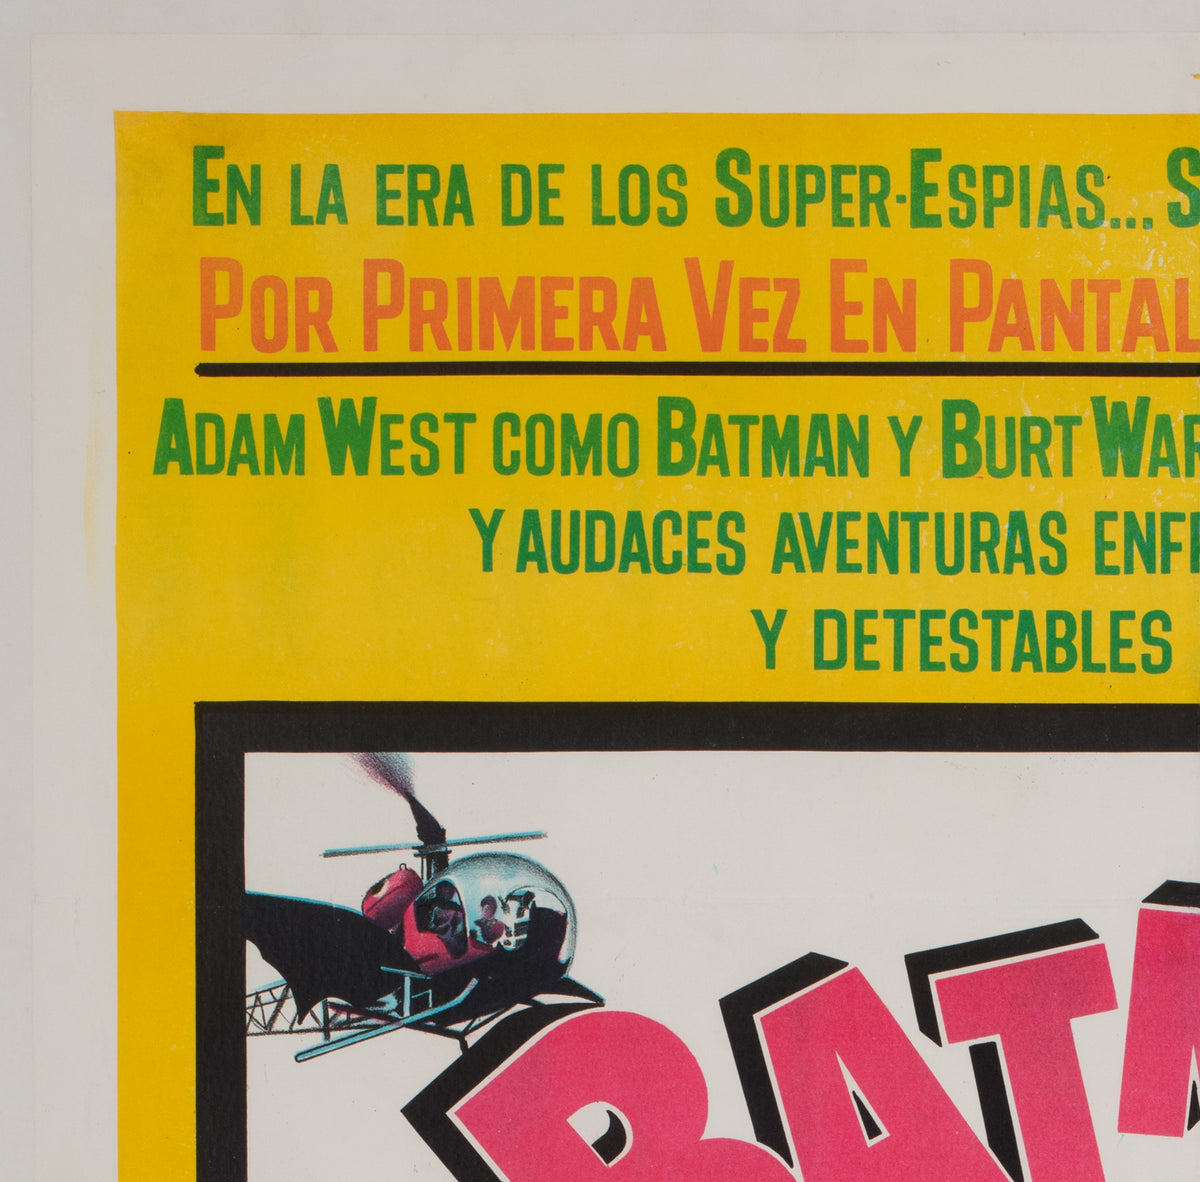 En la era de los Super-Espias...
Por Primera Vez En
Adam West como Batman y Burt
y audaces aventuras
y detestables